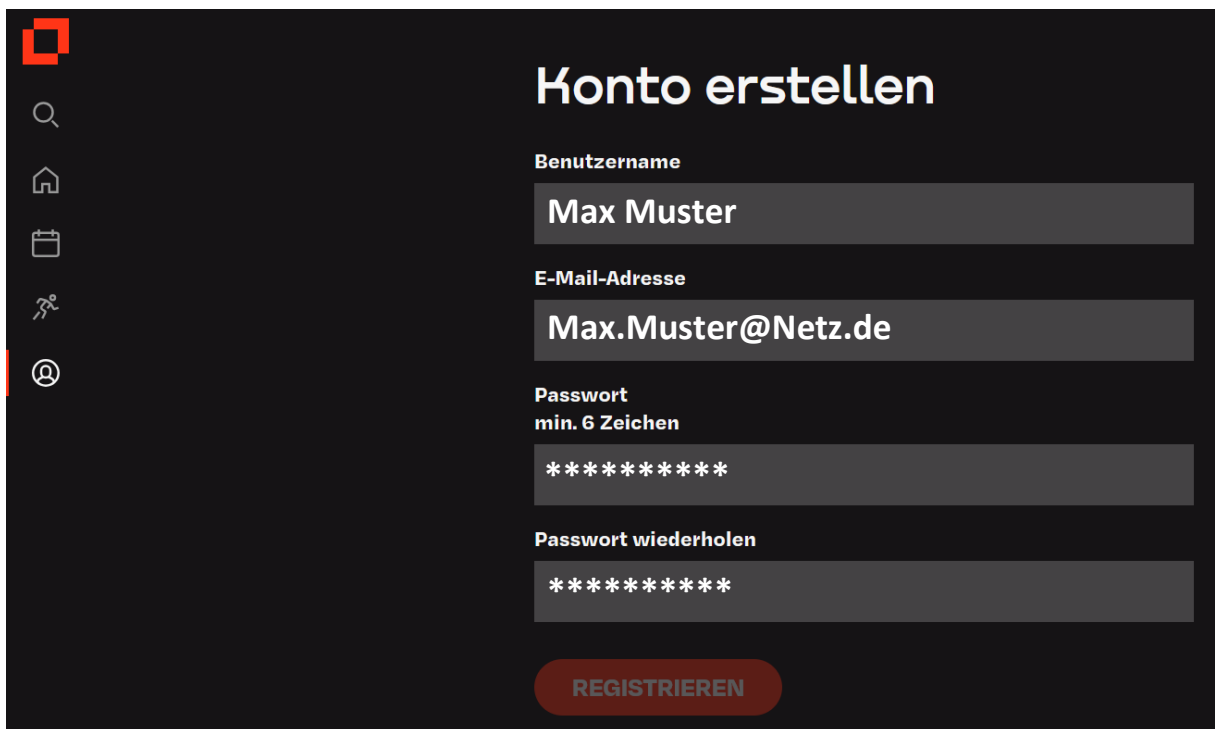 Konto erstellen
Benutzername
Max Muster
E-Mail-Adresse
Max.Muster@Netz.de
Passwort
min. 6 Zeichen
**********
Passwort wiederholen
**********
REGISTRIEREN